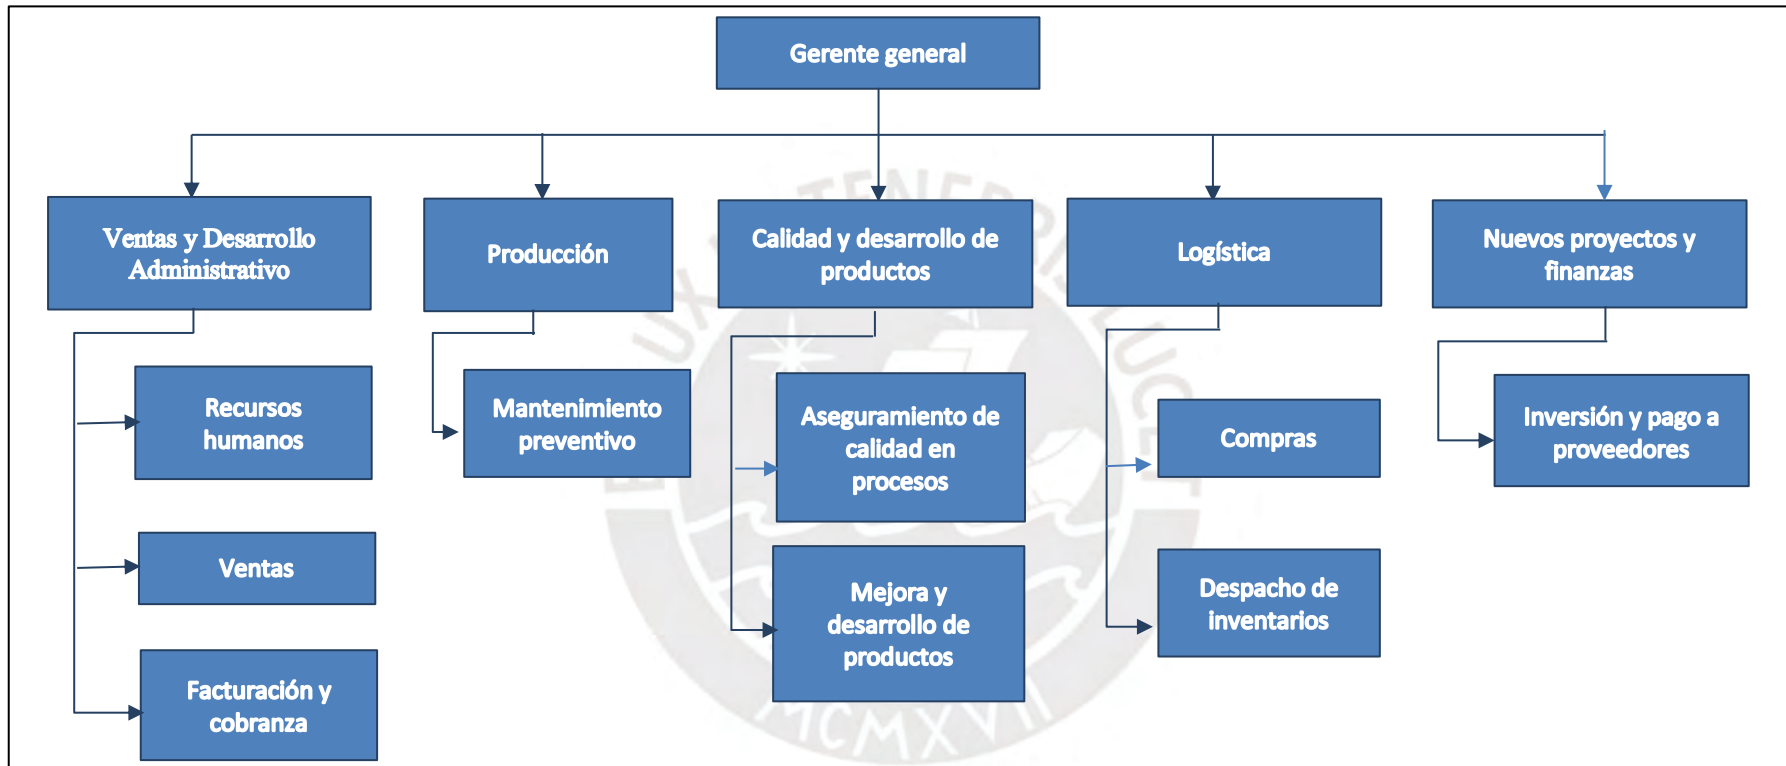 Gerente general
Ventas y Desarrollo
Administrativo
Producción
Calidad y desarrollo de
productos
Logística
Nuevos proyectos y
finanzas
Recursos
humanos
Ventas
Facturación y
cobranza
Mantenimiento
preventivo
Aseguramiento de
calidad en
procesos
Mejora y
desarrollo de
productos
Compras
Despacho de
inventarios
Inversión y pago a
proveedores
MCMXVII